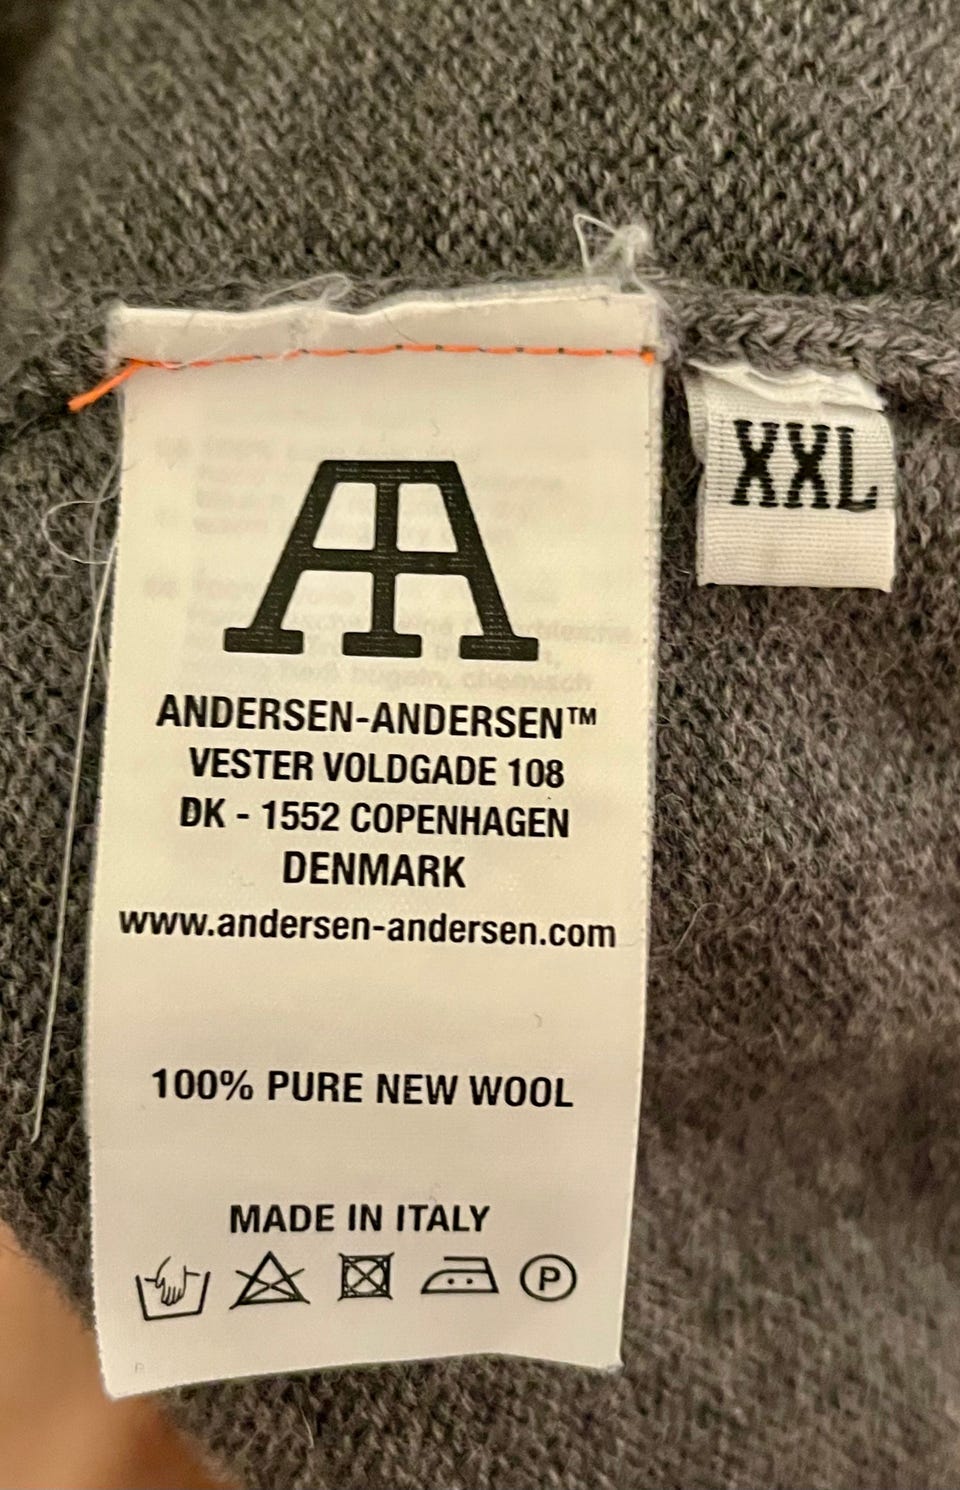 XXL
ANDERSEN-ANDERSEN™
VESTER VOLDGADE 108
DK - 1552 COPENHAGEN
DENMARK
www.andersen-andersen.com
100% PURE NEW WOOL
MADE IN ITALY
P